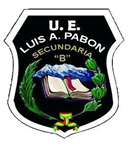 U. E.
LUIS A. PABON
SECUNDARIA
"B"